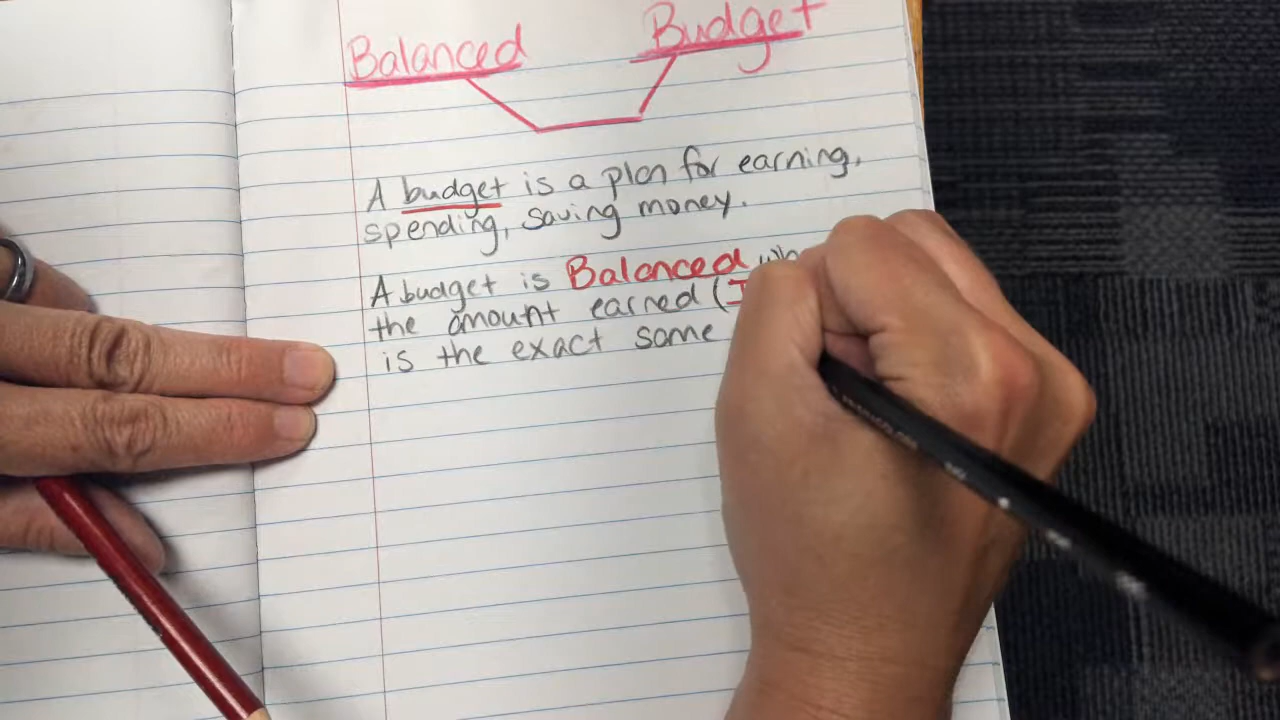 Balanced Budget
A budget is a plan for earning,
spending, saving money.
A budget is Balanced
the amount earned (
is the exact same